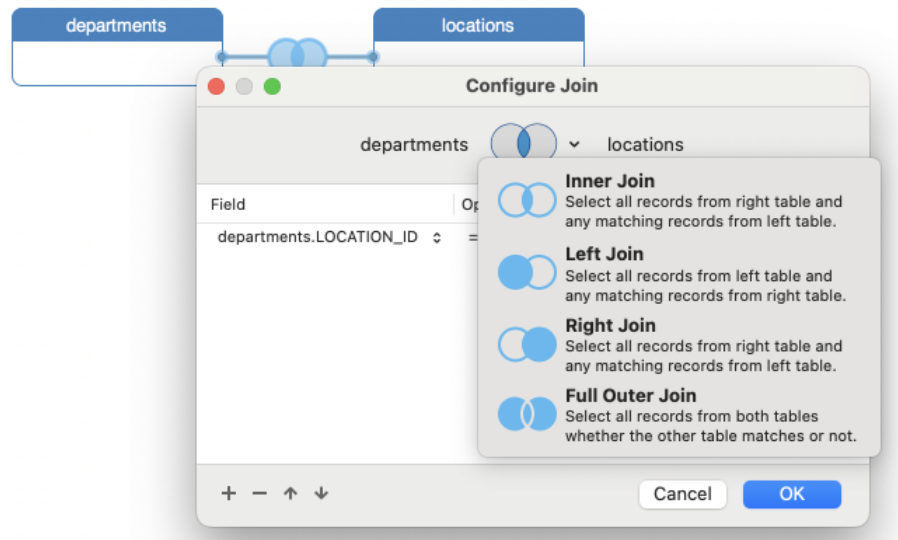 departments
locations
Configure Join
departments
locations
Field
departments.LOCATION_ID
=
Inner Join
Select all records from right table and
any matching records from left table.
Left Join
Select all records from left table and
any matching records from right table.
Right Join
Select all records from right table and
any matching records from left table.
Full Outer Join
Select all records from both tables
whether the other table matches or not.
Cancel
OK